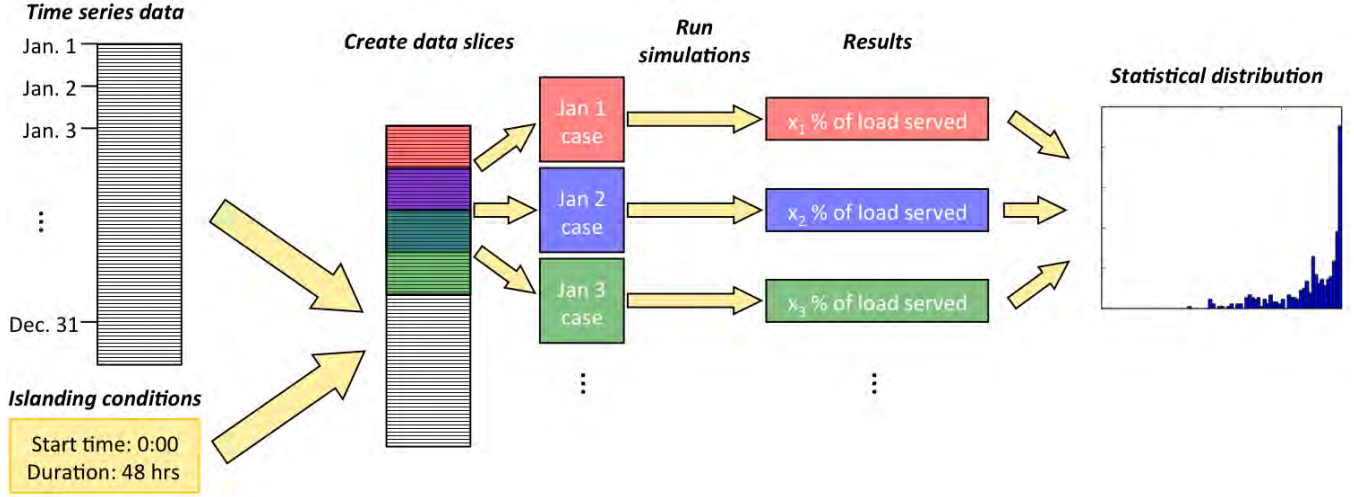 Time series data
Jan. 1
Jan. 2
Jan. 3
...
Dec. 31
Islanding conditions
Start time: 0:00
Duration: 48 hrs
Create data slices
Jan 1
case
Jan 2
case
Jan 3
case
...
Run
simulations
Results
x₁ % of load served
x₂ % of load served
x₃ % of load served
...
Statistical distribution